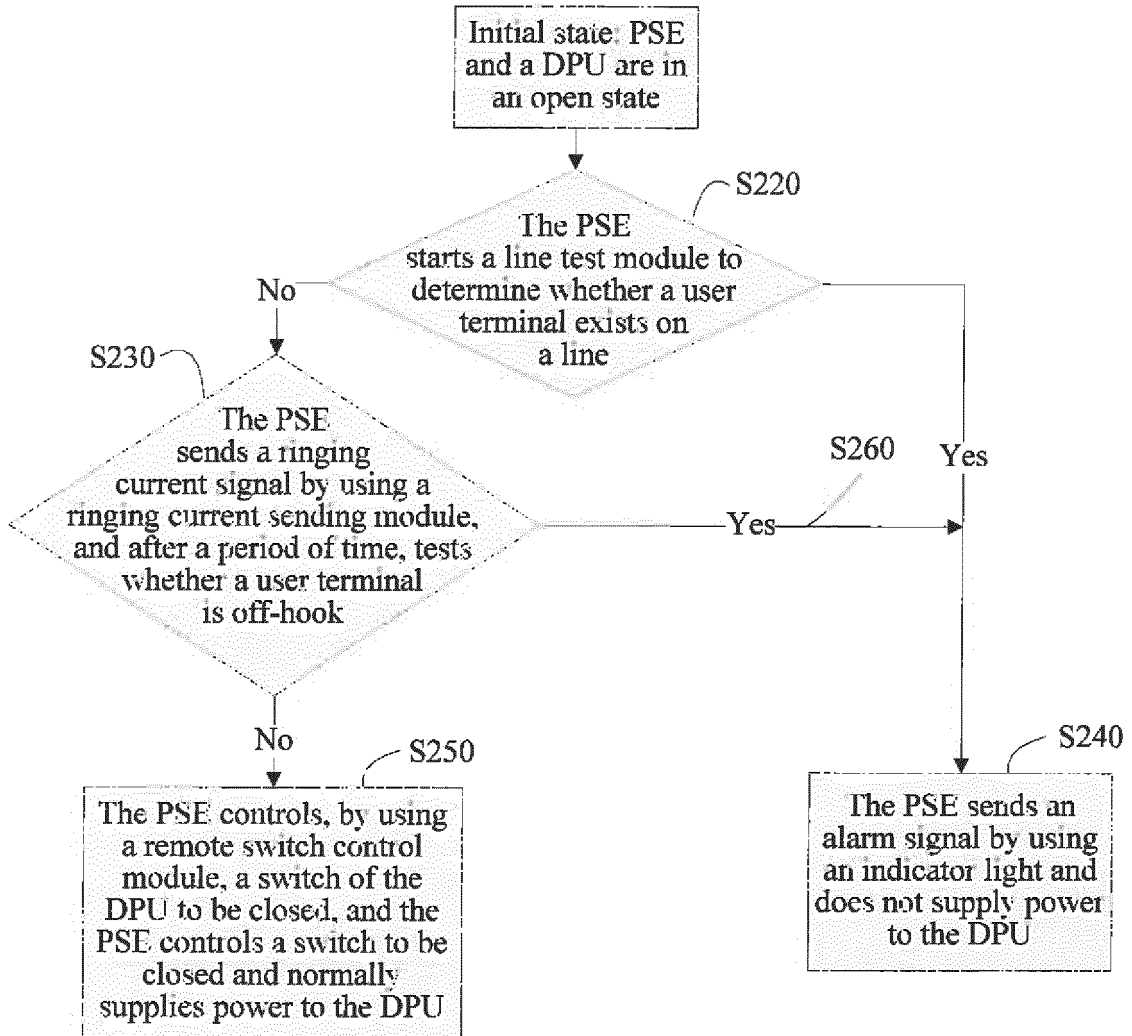 Initial state: PSE
and a DPU are in
an open state
S220
The PSE
starts a line test module to
determine whether a user
terminal exists on
a line
No
S230
The PSE
sends a ringing
current signal by using a
ringing current sending module,
and after a period of time, tests
whether a user terminal
is off-hook
S260
Yes
Yes
No
S250
The PSE controls, by using
a remote switch control
module, a switch of the
DPU to be closed, and the
PSE controls a switch to be
closed and normally
supplies power to the DPU
S240
The PSE sends an
alarm signal by using
an indicator light and
does not supply power
to the DPU